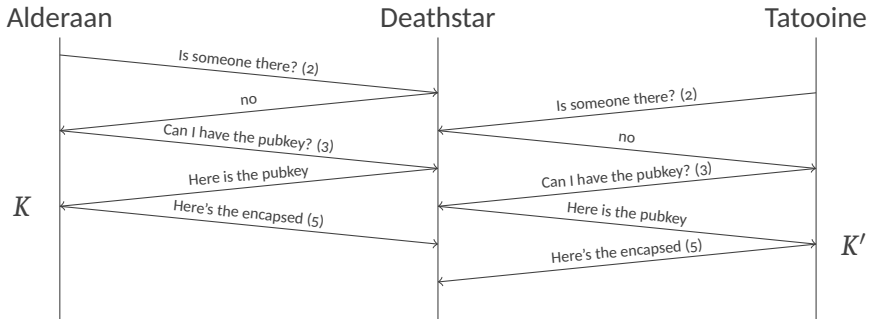 Alderaan
Deathstar
Tatooine
Is someone there? (2)
no
Can I have the pubkey? (3)
Here is the pubkey
Here's the encapsed (5)
K
Is someone there? (2)
no
Can I have the pubkey? (3)
Here is the pubkey
Here's the encapsed (5)
K′